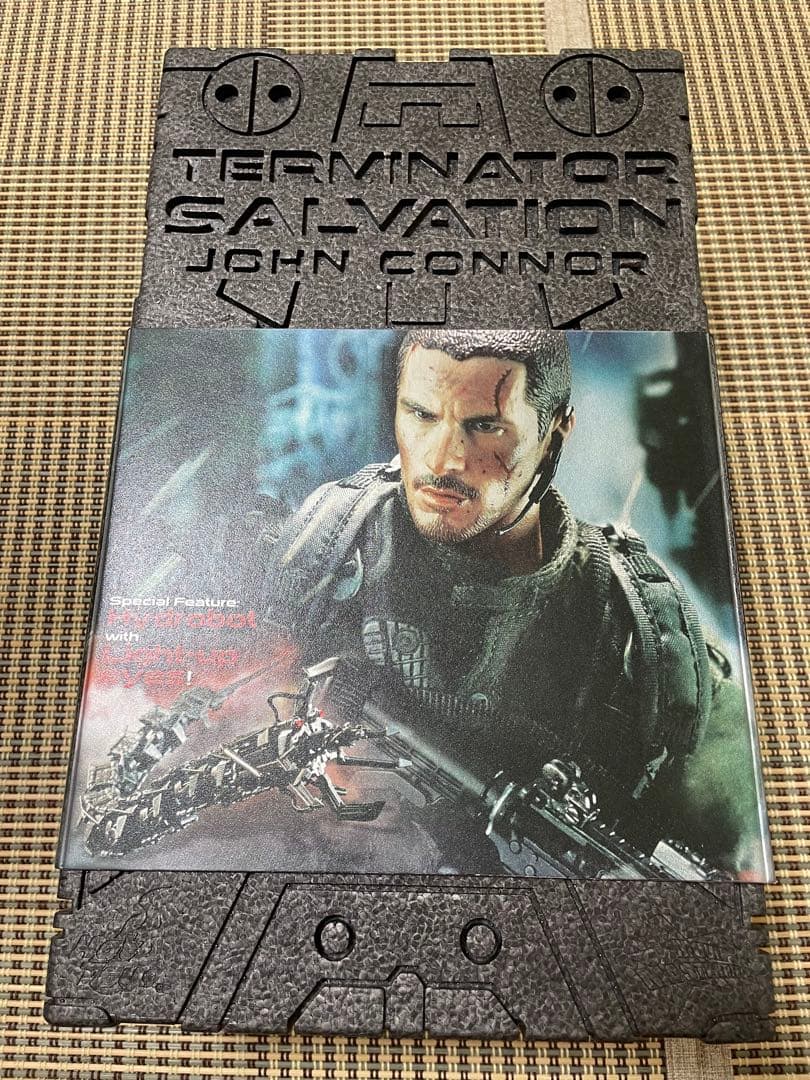 TERMINATOR
SALVATION
JOHN CONNOR
Special Feature:
Hydrobot
with
Light-up
eyes!